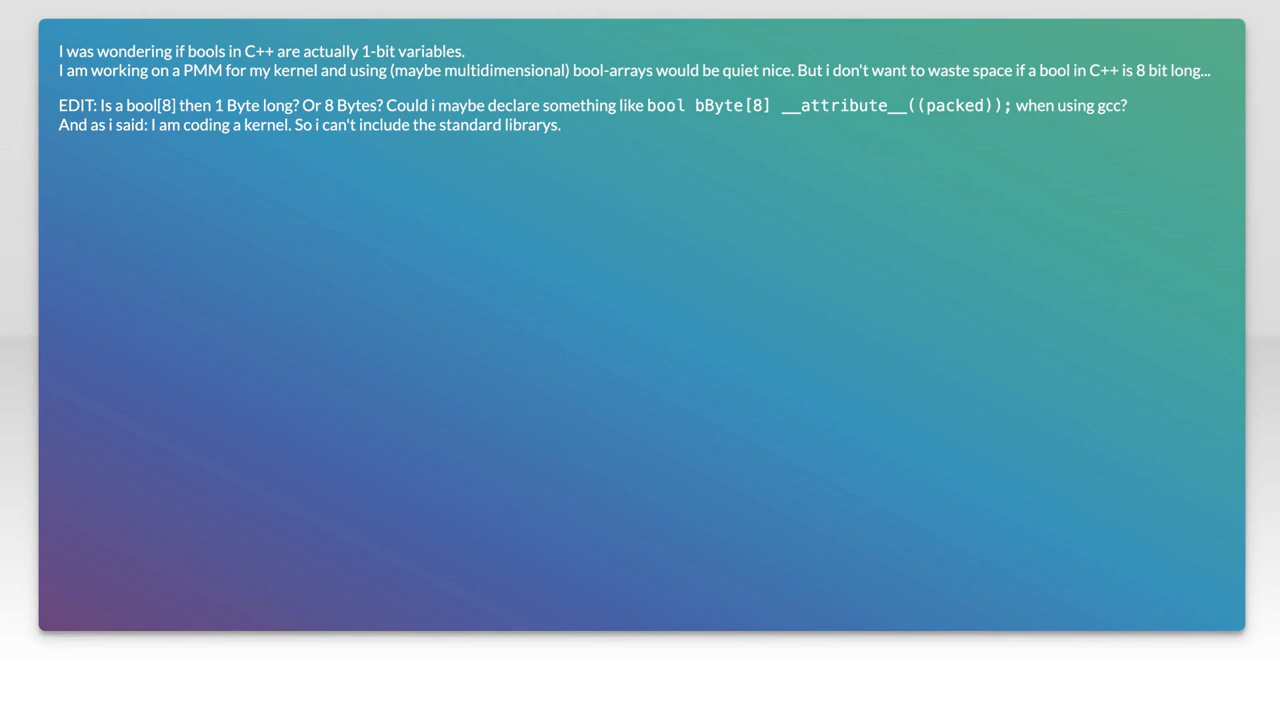 I was wondering if bools in C++ are actually 1-bit variables.
I am working on a PMM for my kernel and using (maybe multidimensional) bool-arrays would be quiet nice. But i don't want to waste space if a bool in C++ is 8 bit long...
EDIT: Is a bool[8] then 1 Byte long? Or 8 Bytes? Could i maybe declare something like bool bByte[8] __attribute__((packed)); when using gcc?
And as i said: I am coding a kernel. So i can't include the standard librarys.